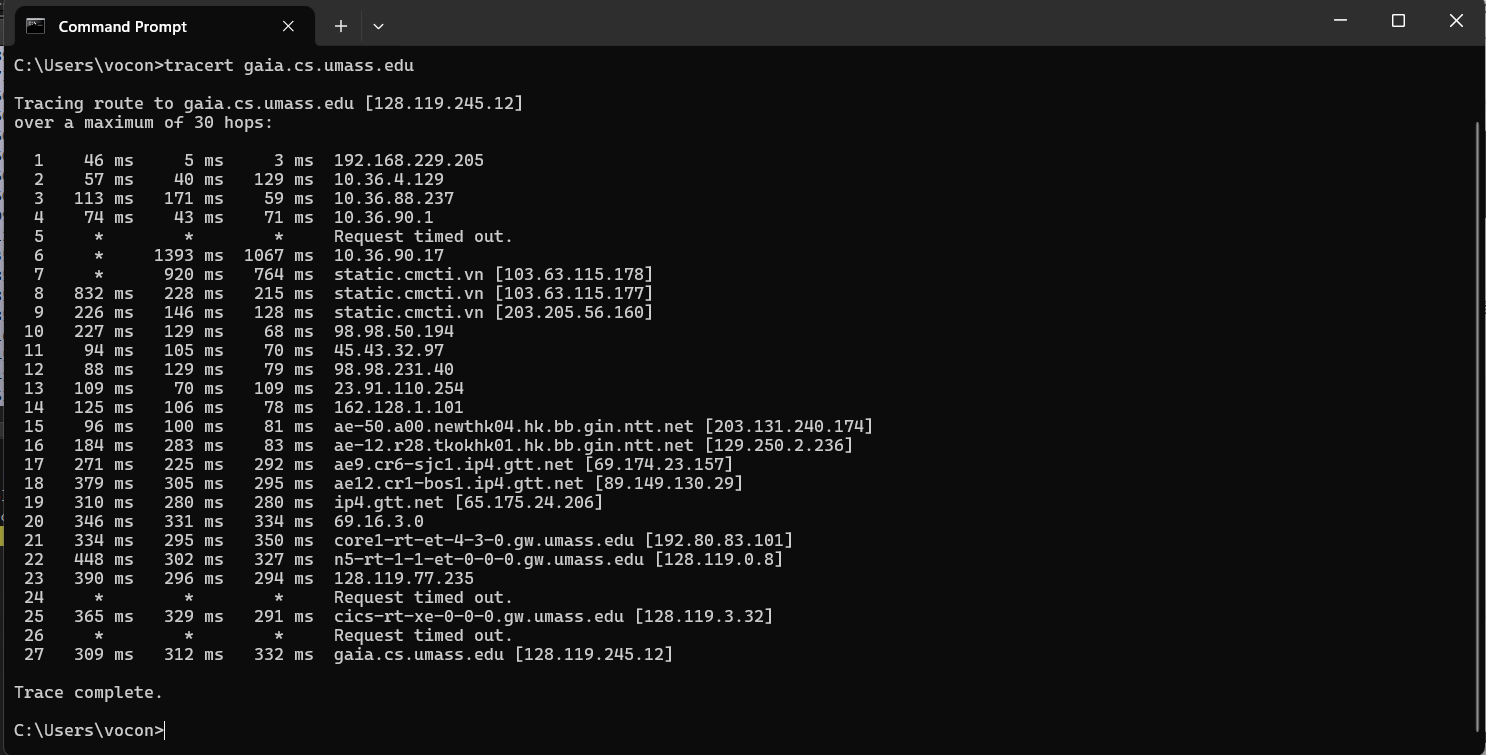 Command Prompt
C:\Users\vocon>tracert gaia.cs.umass.edu
Tracing route to gaia.cs.umass.edu [128.119.245.12]
over a maximum of 30 hops:
1 46 ms 5 ms 3 ms 192.168.229.205
2 57 ms 40 ms 129 ms 10.36.4.129
3 113 ms 171 ms 59 ms 10.36.88.237
4 74 ms 43 ms 71 ms 10.36.90.1
5 * * * Request timed out.
6 * 1393 ms 1067 ms 10.36.90.17
7 * 920 ms 764 ms static.cmcti.vn [103.63.115.178]
8 832 ms 228 ms 215 ms static.cmcti.vn [103.63.115.177]
9 226 ms 146 ms 128 ms static.cmcti.vn [203.205.56.160]
10 227 ms 129 ms 68 ms 98.98.50.194
11 94 ms 105 ms 70 ms 45.43.32.97
12 88 ms 129 ms 79 ms 98.98.231.40
13 109 ms 70 ms 109 ms 23.91.110.254
14 125 ms 106 ms 78 ms 162.128.1.101
15 96 ms 100 ms 81 ms ae-50.a00.newthk04.hk.bb.gin.ntt.net [203.131.240.174]
16 184 ms 283 ms 83 ms ae-12.r28.tkokhk01.hk.bb.gin.ntt.net [129.250.2.236]
17 271 ms 225 ms 292 ms ae9.cr6-sjc1.ip4.gtt.net [69.174.23.157]
18 379 ms 305 ms 295 ms ae12.cr1-bos1.ip4.gtt.net [89.149.130.29]
19 310 ms 280 ms 280 ms ip4.gtt.net [65.175.24.206]
20 346 ms 331 ms 334 ms 69.16.3.0
21 334 ms 295 ms 350 ms core1-rt-et-4-3-0.gw.umass.edu [192.80.83.101]
22 448 ms 302 ms 327 ms n5-rt-1-1-et-0-0-0.gw.umass.edu [128.119.0.8]
23 390 ms 296 ms 294 ms 128.119.77.235
24 * * * Request timed out.
25 365 ms 329 ms 291 ms cics-rt-xe-0-0-0.gw.umass.edu [128.119.3.32]
26 * * * Request timed out.
27 309 ms 312 ms 332 ms gaia.cs.umass.edu [128.119.245.12]
Trace complete.
C:\Users\vocon>